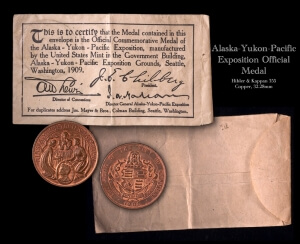 This is to certify that the Medal contained in this
envelope is the Official Commemorative Medal of
the Alaska-Yukon-Pacific Exposition, manufactured
by the United States Mint in the Government Building,
Alaska-Yukon-Pacific Exposition Grounds, Seattle,
Washington, 1909.
J. E. Chilberg
President.
Director of Concessions
Director General Alaska-Yukon-Pacific Exposition
For duplicates address Jos. Mayer & Bros., Colman Building, Seattle, Washington.
Alaska-Yukon-Pacific
Exposition Official
Medal
Hibler & Kappen 355
Copper, 32.28mm